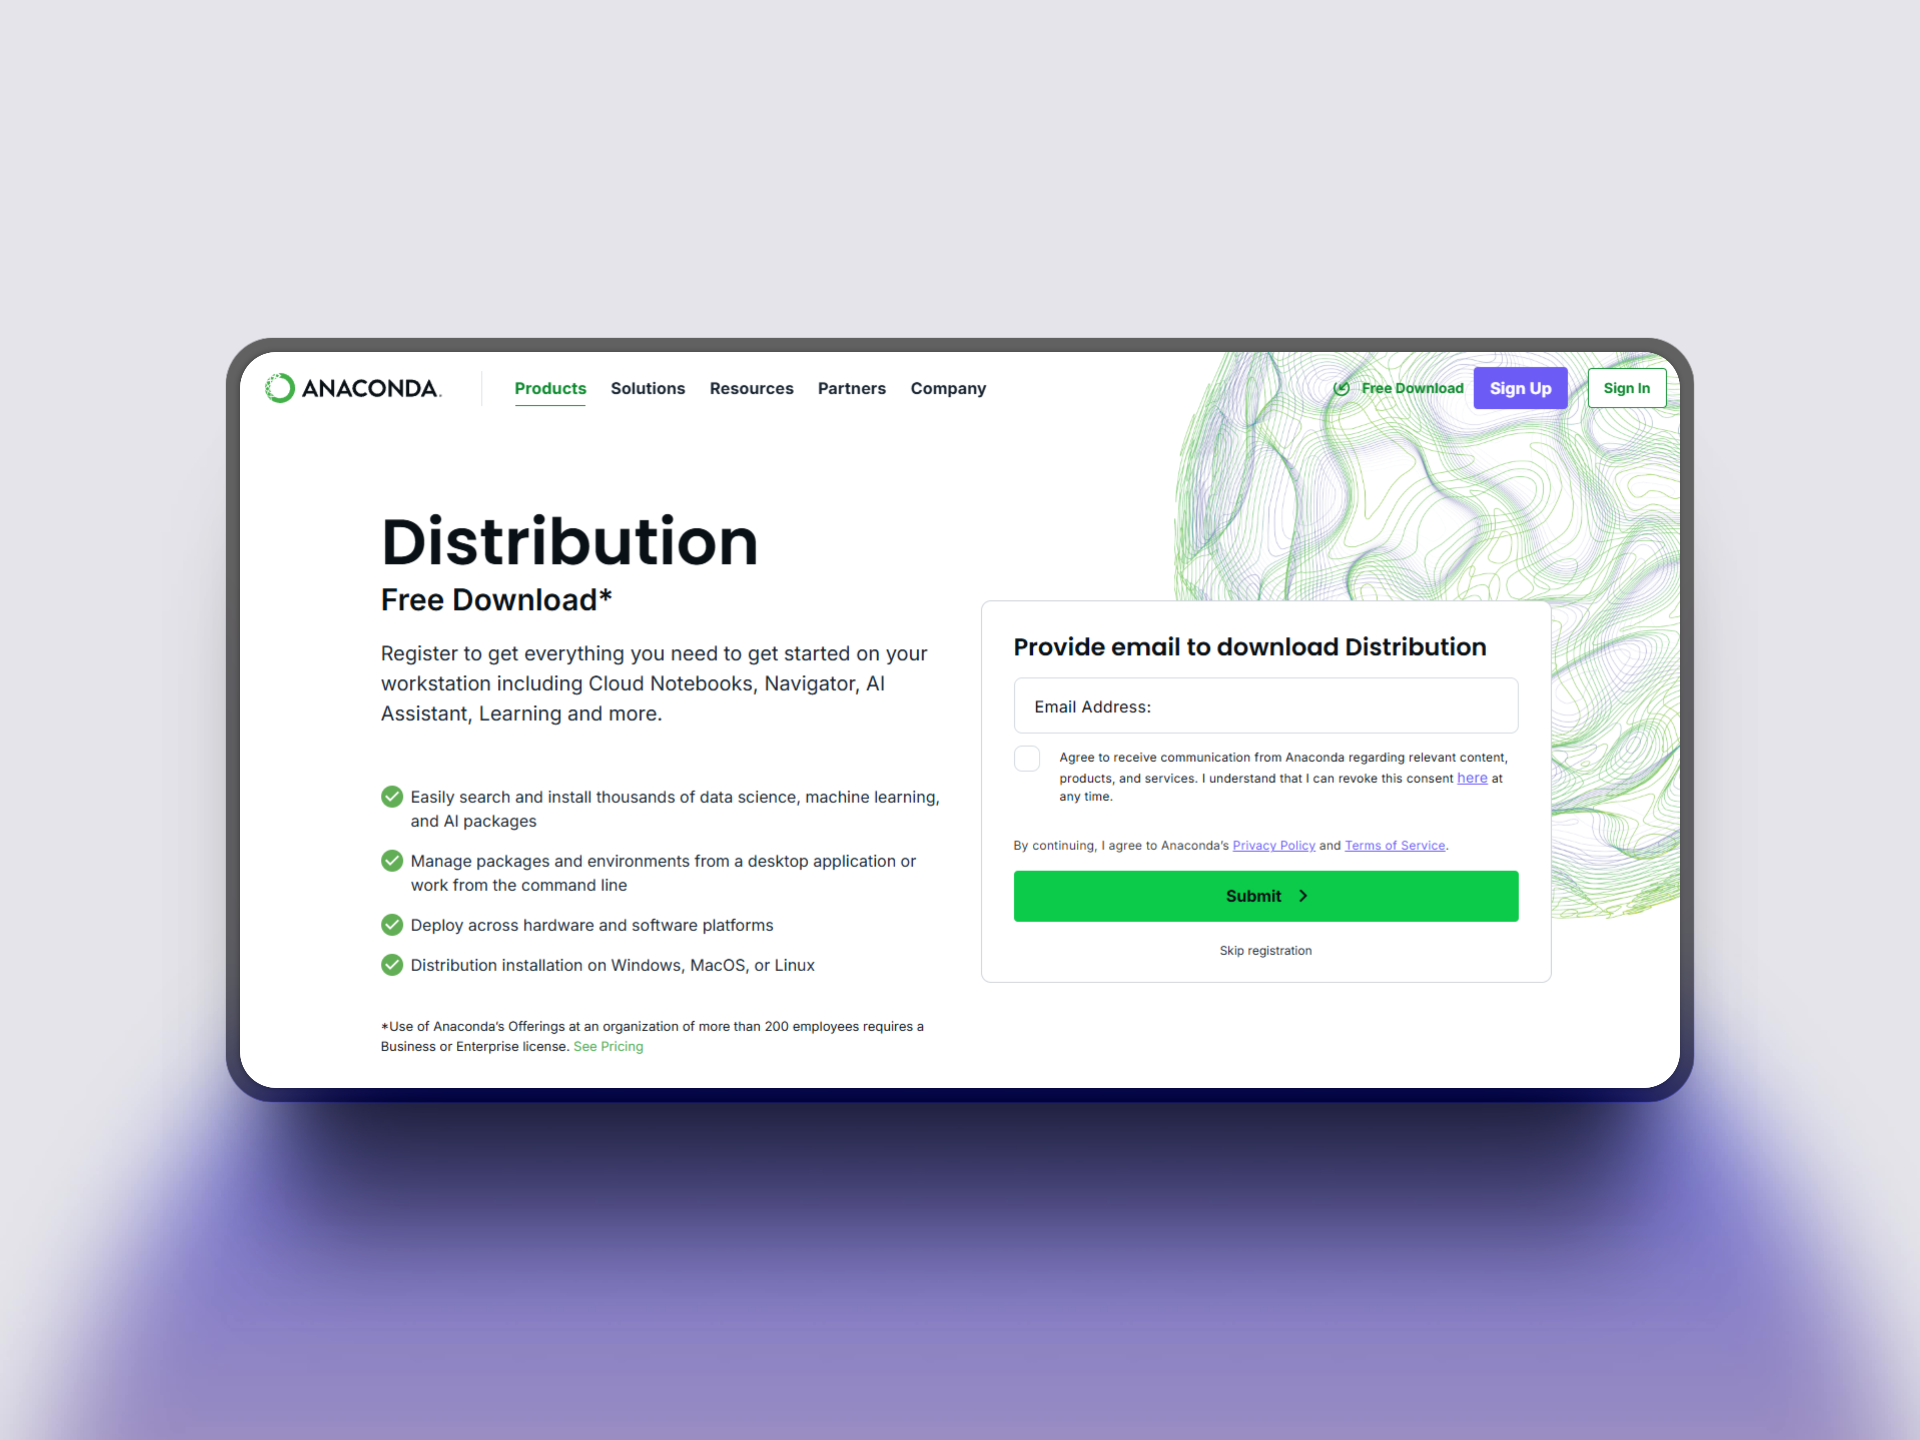 ANACONDA.
Products
Solutions
Resources
Partners
Company
Free Download
Sign Up
Sign In
Distribution
Free Download*
Register to get everything you need to get started on your
workstation including Cloud Notebooks, Navigator, AI
Assistant, Learning and more.
Easily search and install thousands of data science, machine learning,
and AI packages
Manage packages and environments from a desktop application or
work from the command line
Deploy across hardware and software platforms
Distribution installation on Windows, MacOS, or Linux
*Use of Anaconda’s Offerings at an organization of more than 200 employees requires a
Business or Enterprise license. See Pricing
Provide email to download Distribution
Email Address:
Agree to receive communication from Anaconda regarding relevant content,
products, and services. I understand that I can revoke this consent here at
any time.
By continuing, I agree to Anaconda’s Privacy Policy and Terms of Service.
Submit
Skip registration